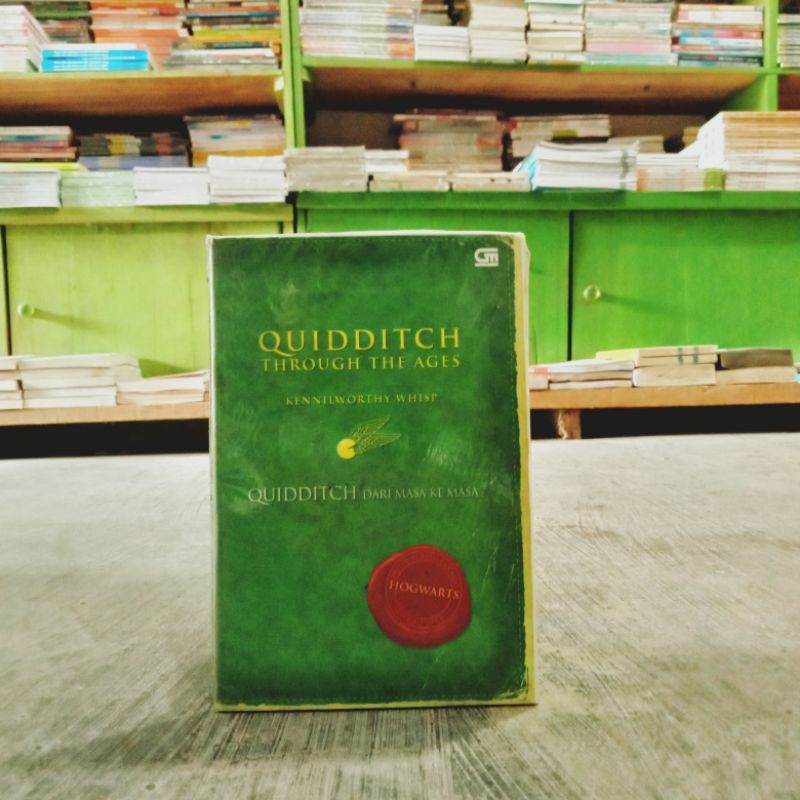 QUIDDITCH
THROUGH THE AGES
KENNILWORTHY WHISP
QUIDDITCH DARI MASA KE MASA
HOGWARTS